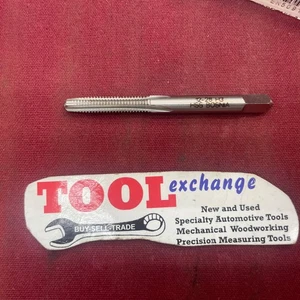 TOOL exchange
BUY-SELL-TRADE
New and Used
Specialty Automotive Tools
Mechanical Woodworking
Precision Measuring Tools